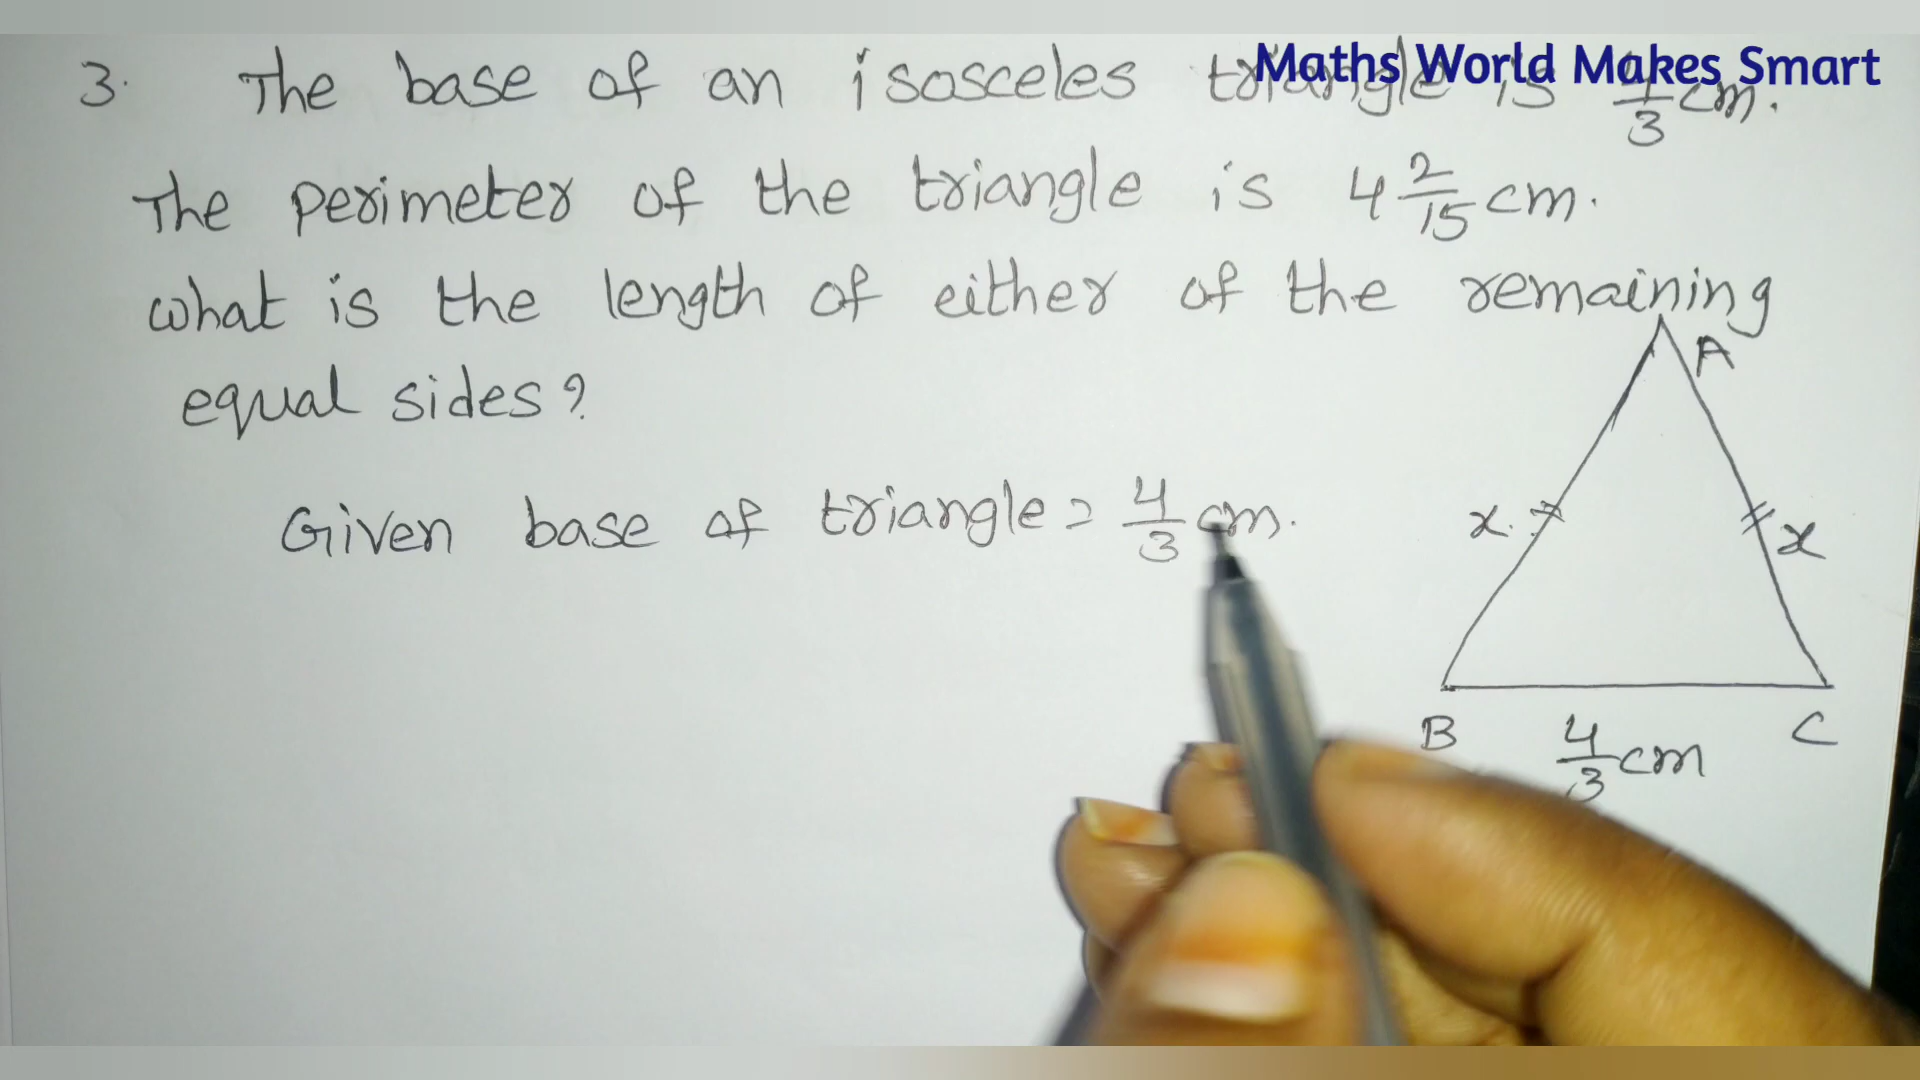 Maths World Makes Smart
3. The base of an isosceles triangle is 4/3 cm.
The perimeter of the triangle is 4 2/15 cm.
what is the length of either of the remaining
equal sides?
A
Given base of triangle = 4/3 cm.
x
x
B
C
4/3 cm